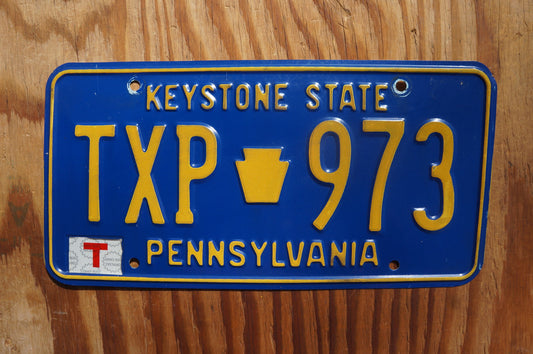 KEYSTONE STATE
TXP 973
T
PENNSYLVANIA